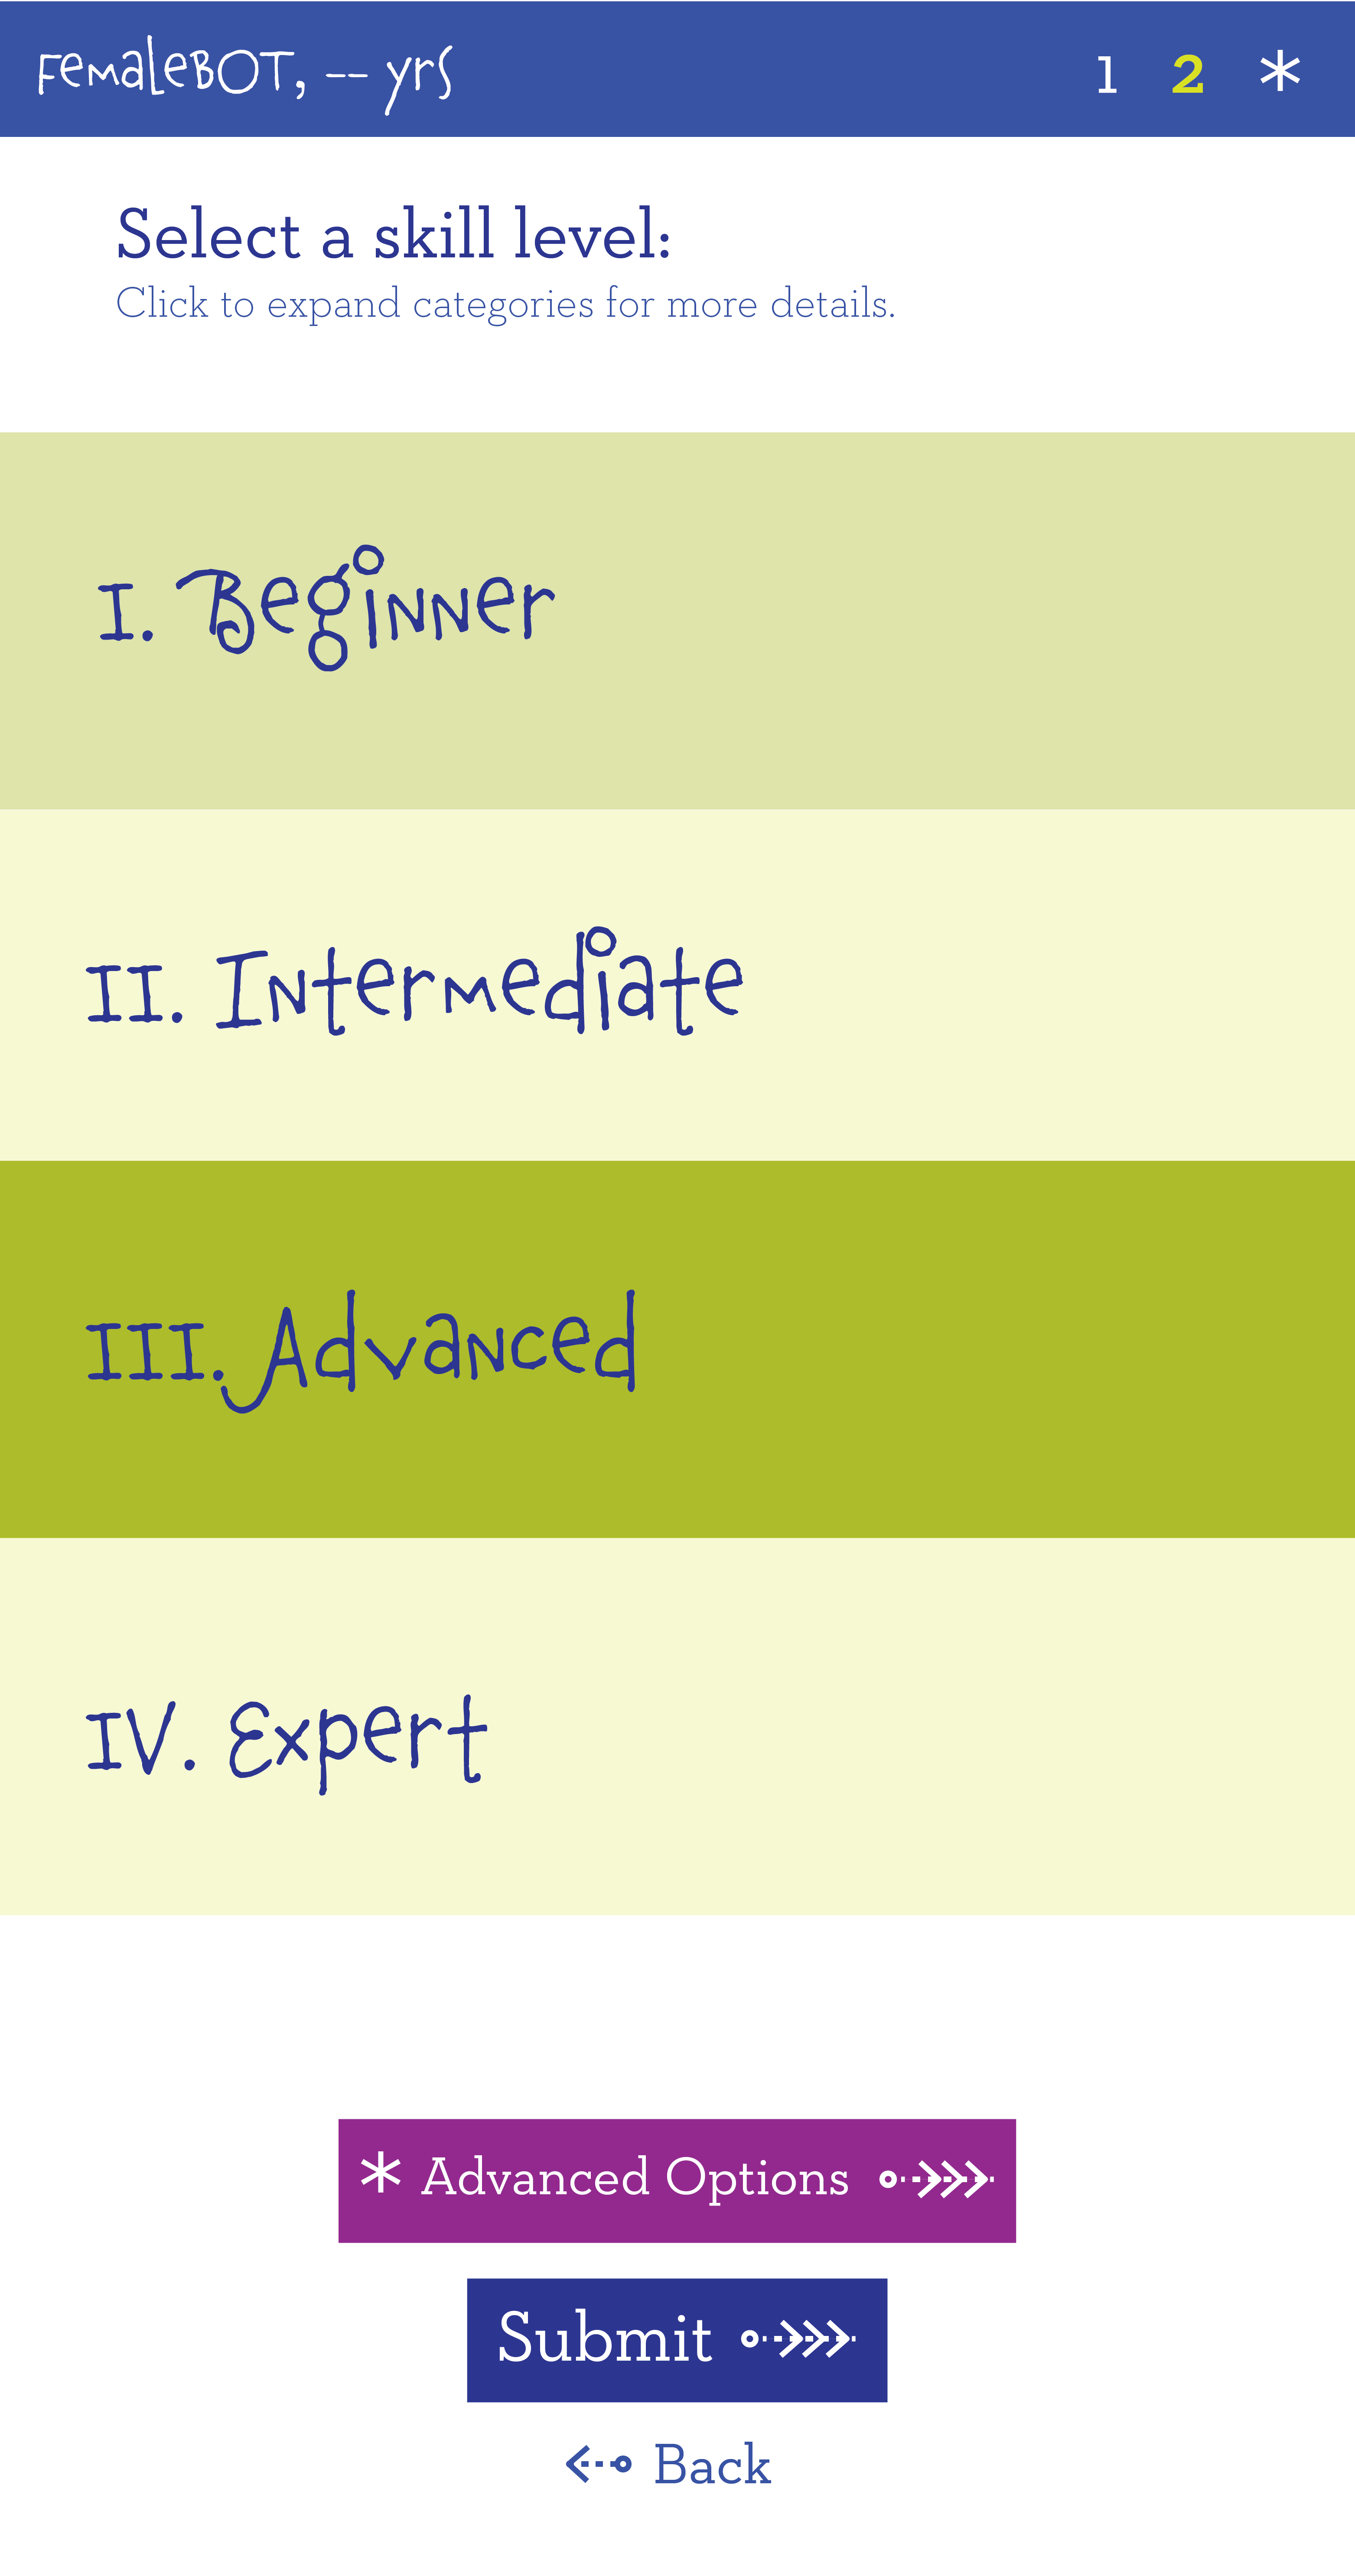 FemaleBOT, -- yrs 1 2 *
Select a skill level:
Click to expand categories for more details.
I. Beginner
II. Intermediate
III. Advanced
IV. Expert
* Advanced Options
Submit
Back